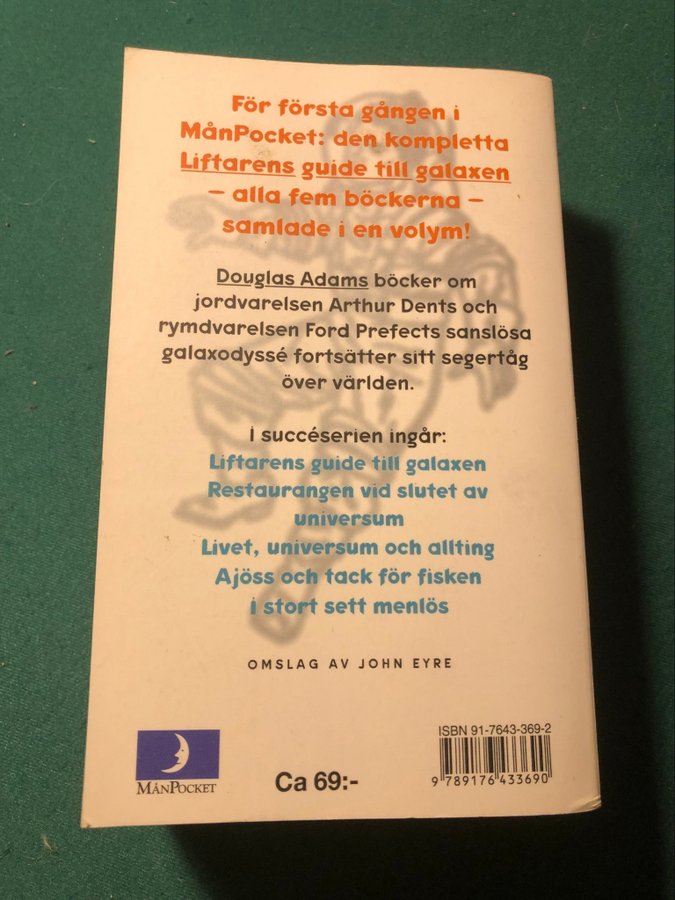 För första gången i
MånPocket: den kompletta
Liftarens guide till galaxen
– alla fem böckerna –
samlade i en volym!
Douglas Adams böcker om
jordvarelsen Arthur Dents och
rymdvarelsen Ford Prefects sanslösa
galaxodyssé fortsätter sitt segertåg
över världen.
I succéserien ingår:
Liftarens guide till galaxen
Restaurangen vid slutet av
universum
Livet, universum och allting
Ajöss och tack för fisken
i stort sett menlös
OMSLAG AV JOHN EYRE
MÅNPOCKET
Ca 69:-
ISBN 91-7643-369-2
9 789176 433690